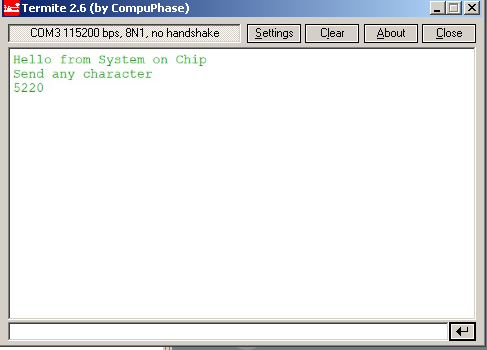 Termite 2.6 (by CompuPhase)
COM3 115200 bps, 8N1, no handshake Settings Clear About Close
Hello from System on Chip
Send any character
5220